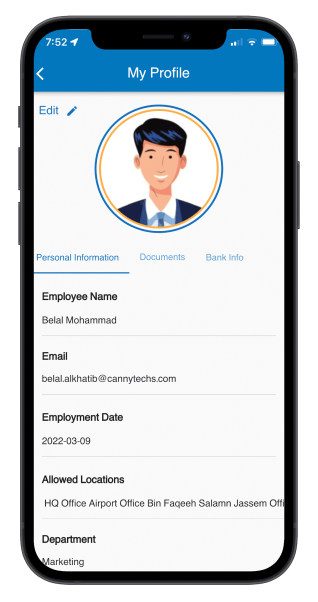 7:52
My Profile
Edit
Personal Information Documents Bank Info
Employee Name
Belal Mohammad
Email
belal.alkhatib@cannytechs.com
Employment Date
2022-03-09
Allowed Locations
HQ Office Airport Office Bin Faqeeh Salamn Jassem Offi
Department
Marketing